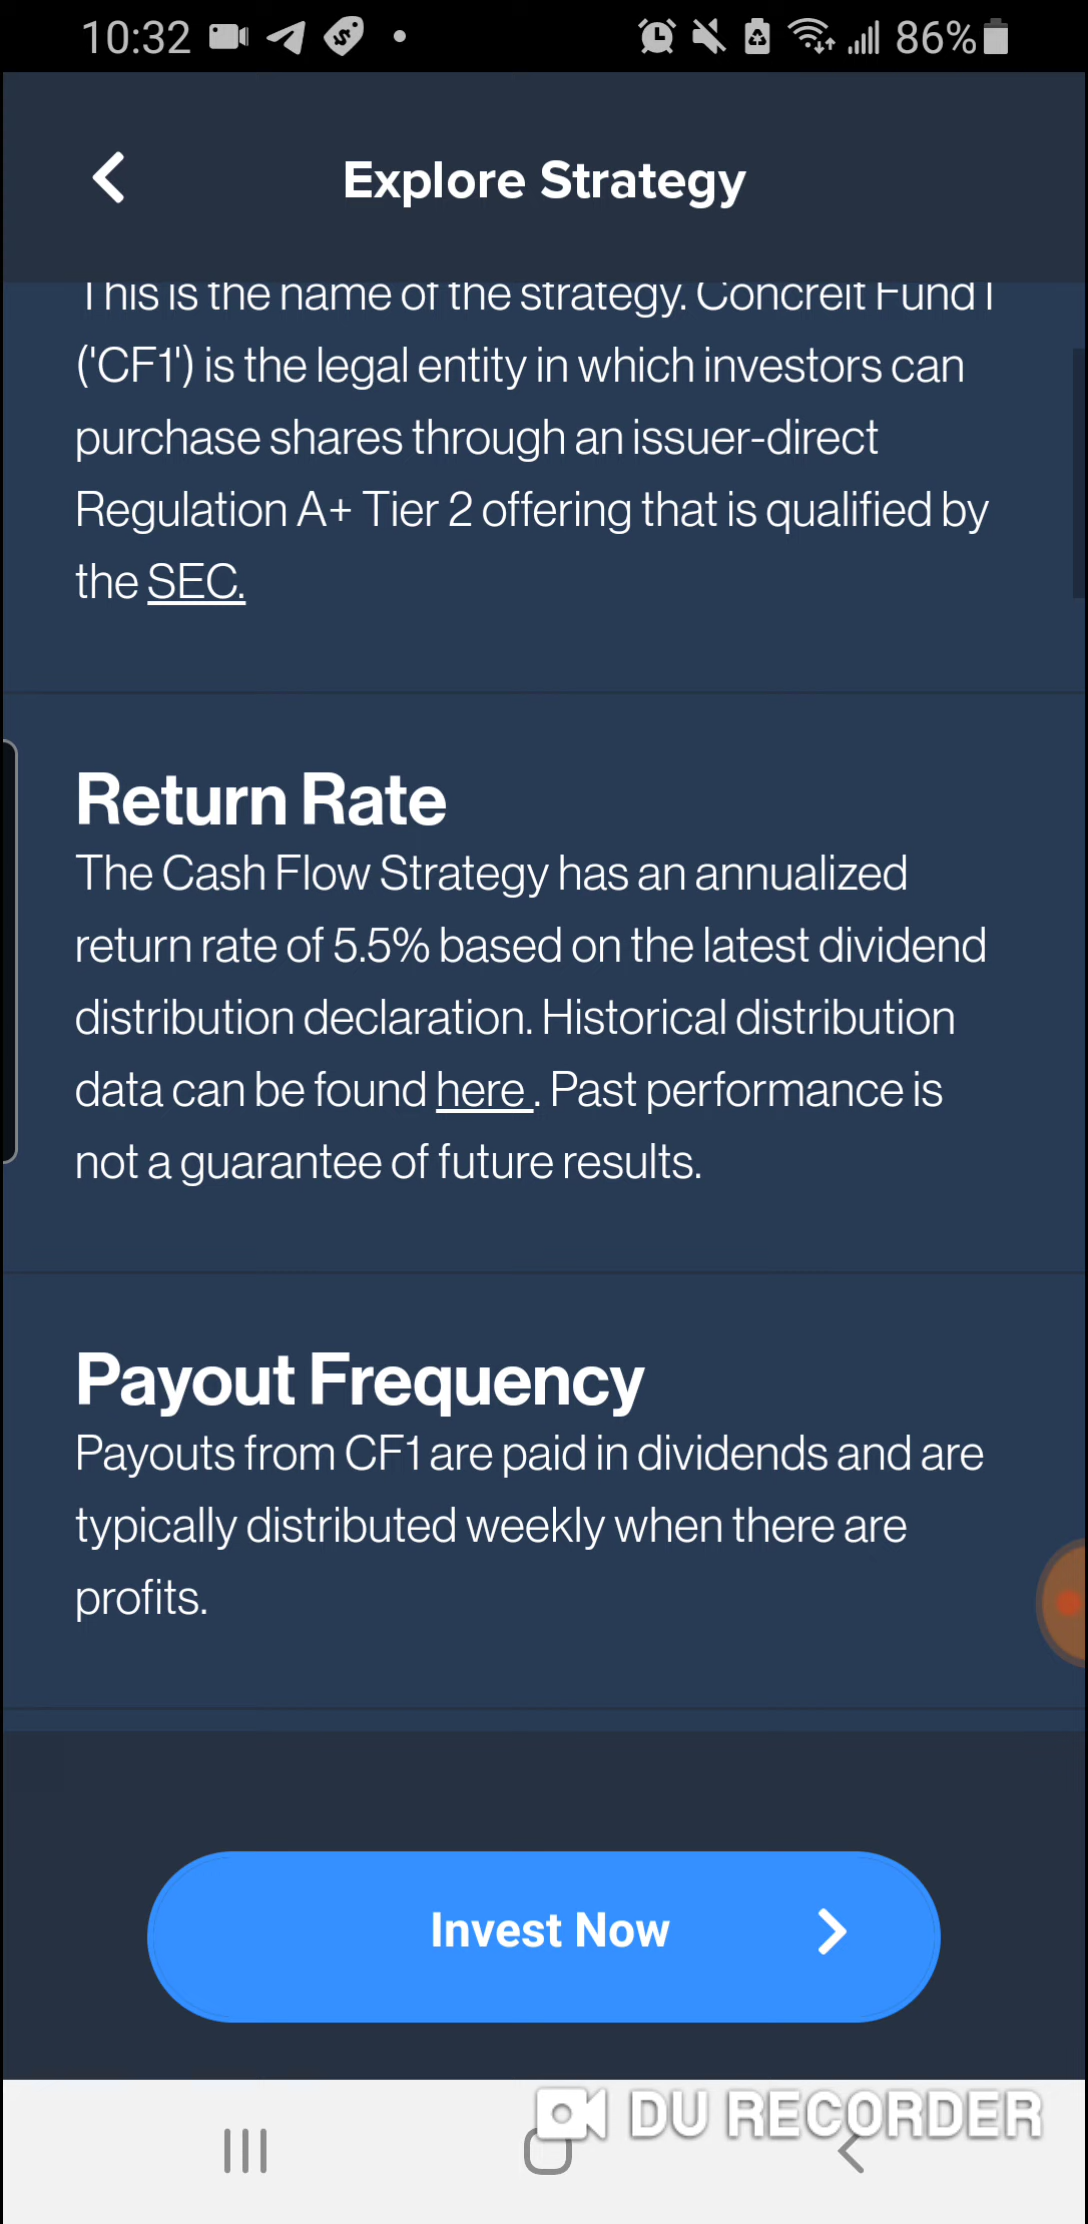 10:32
86%
Explore Strategy
This is the name of the strategy. Concreit Fund I
('CF1') is the legal entity in which investors can
purchase shares through an issuer-direct
Regulation A+ Tier 2 offering that is qualified by
the SEC.
Return Rate
The Cash Flow Strategy has an annualized
return rate of 5.5% based on the latest dividend
distribution declaration. Historical distribution
data can be found here . Past performance is
not a guarantee of future results.
Payout Frequency
Payouts from CF1 are paid in dividends and are
typically distributed weekly when there are
profits.
Invest Now
DU RECORDER